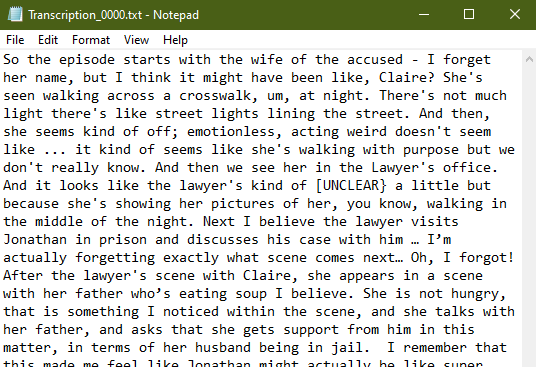 Transcription_0000.txt - Notepad
File Edit Format View Help
So the episode starts with the wife of the accused - I forget
her name, but I think it might have been like, Claire? She's
seen walking across a crosswalk, um, at night. There's not much
light there's like street lights lining the street. And then,
she seems kind of off; emotionless, acting weird doesn't seem
like ... it kind of seems like she's walking with purpose but we
don't really know. And then we see her in the Lawyer's office.
And it looks like the lawyer's kind of [UNCLEAR} a little but
because she's showing her pictures of her, you know, walking in
the middle of the night. Next I believe the lawyer visits
Jonathan in prison and discusses his case with him … I’m
actually forgetting exactly what scene comes next… Oh, I forgot!
After the lawyer's scene with Claire, she appears in a scene
with her father who’s eating soup I believe. She is not hungry,
that is something I noticed within the scene, and she talks with
her father, and asks that she gets support from him in this
matter, in terms of her husband being in jail.  I remember that
this made me feel like Jonathan might actually be like super